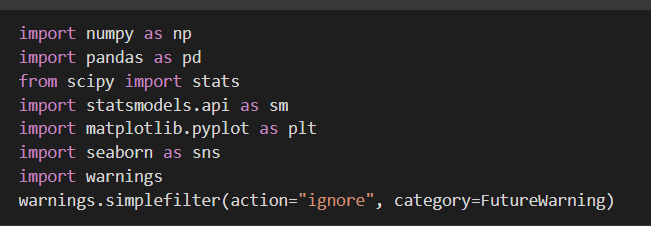 import numpy as np
import pandas as pd
from scipy import stats
import statsmodels.api as sm
import matplotlib.pyplot as plt
import seaborn as sns
import warnings
warnings.simplefilter(action="ignore", category=FutureWarning)